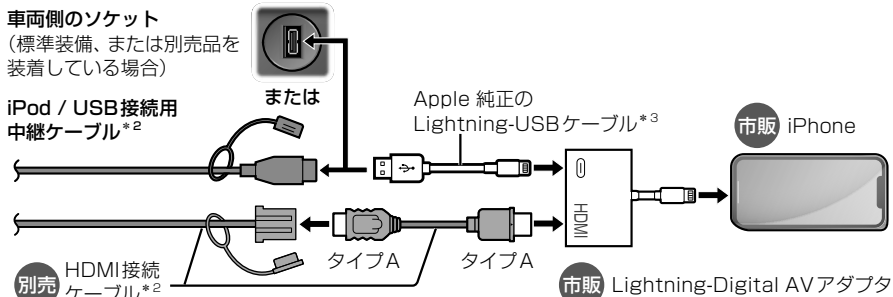 車両側のソケット
（標準装備、または別売品を
装着している場合）
または
iPod / USB接続用
中継ケーブル*2
Apple 純正の
Lightning-USBケーブル*3
市販 iPhone
HDMI
タイプA
タイプA
別売 HDMI接続
ケーブル*2
市販 Lightning-Digital AVアダプタ